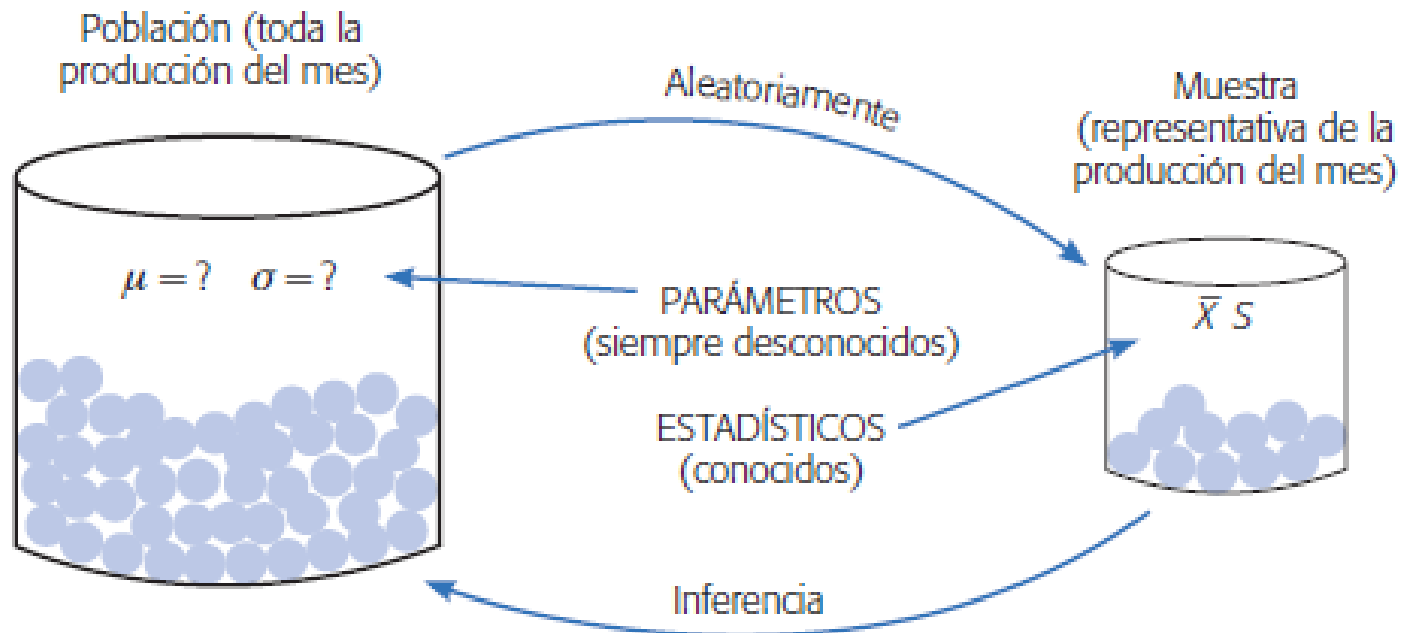 Población (toda la
producción del mes)
Aleatoriamente
Muestra
(representativa de la
producción del mes)
μ = ?   σ = ?
PARÁMETROS
(siempre desconocidos)
X̅ S
ESTADÍSTICOS
(conocidos)
Inferencia